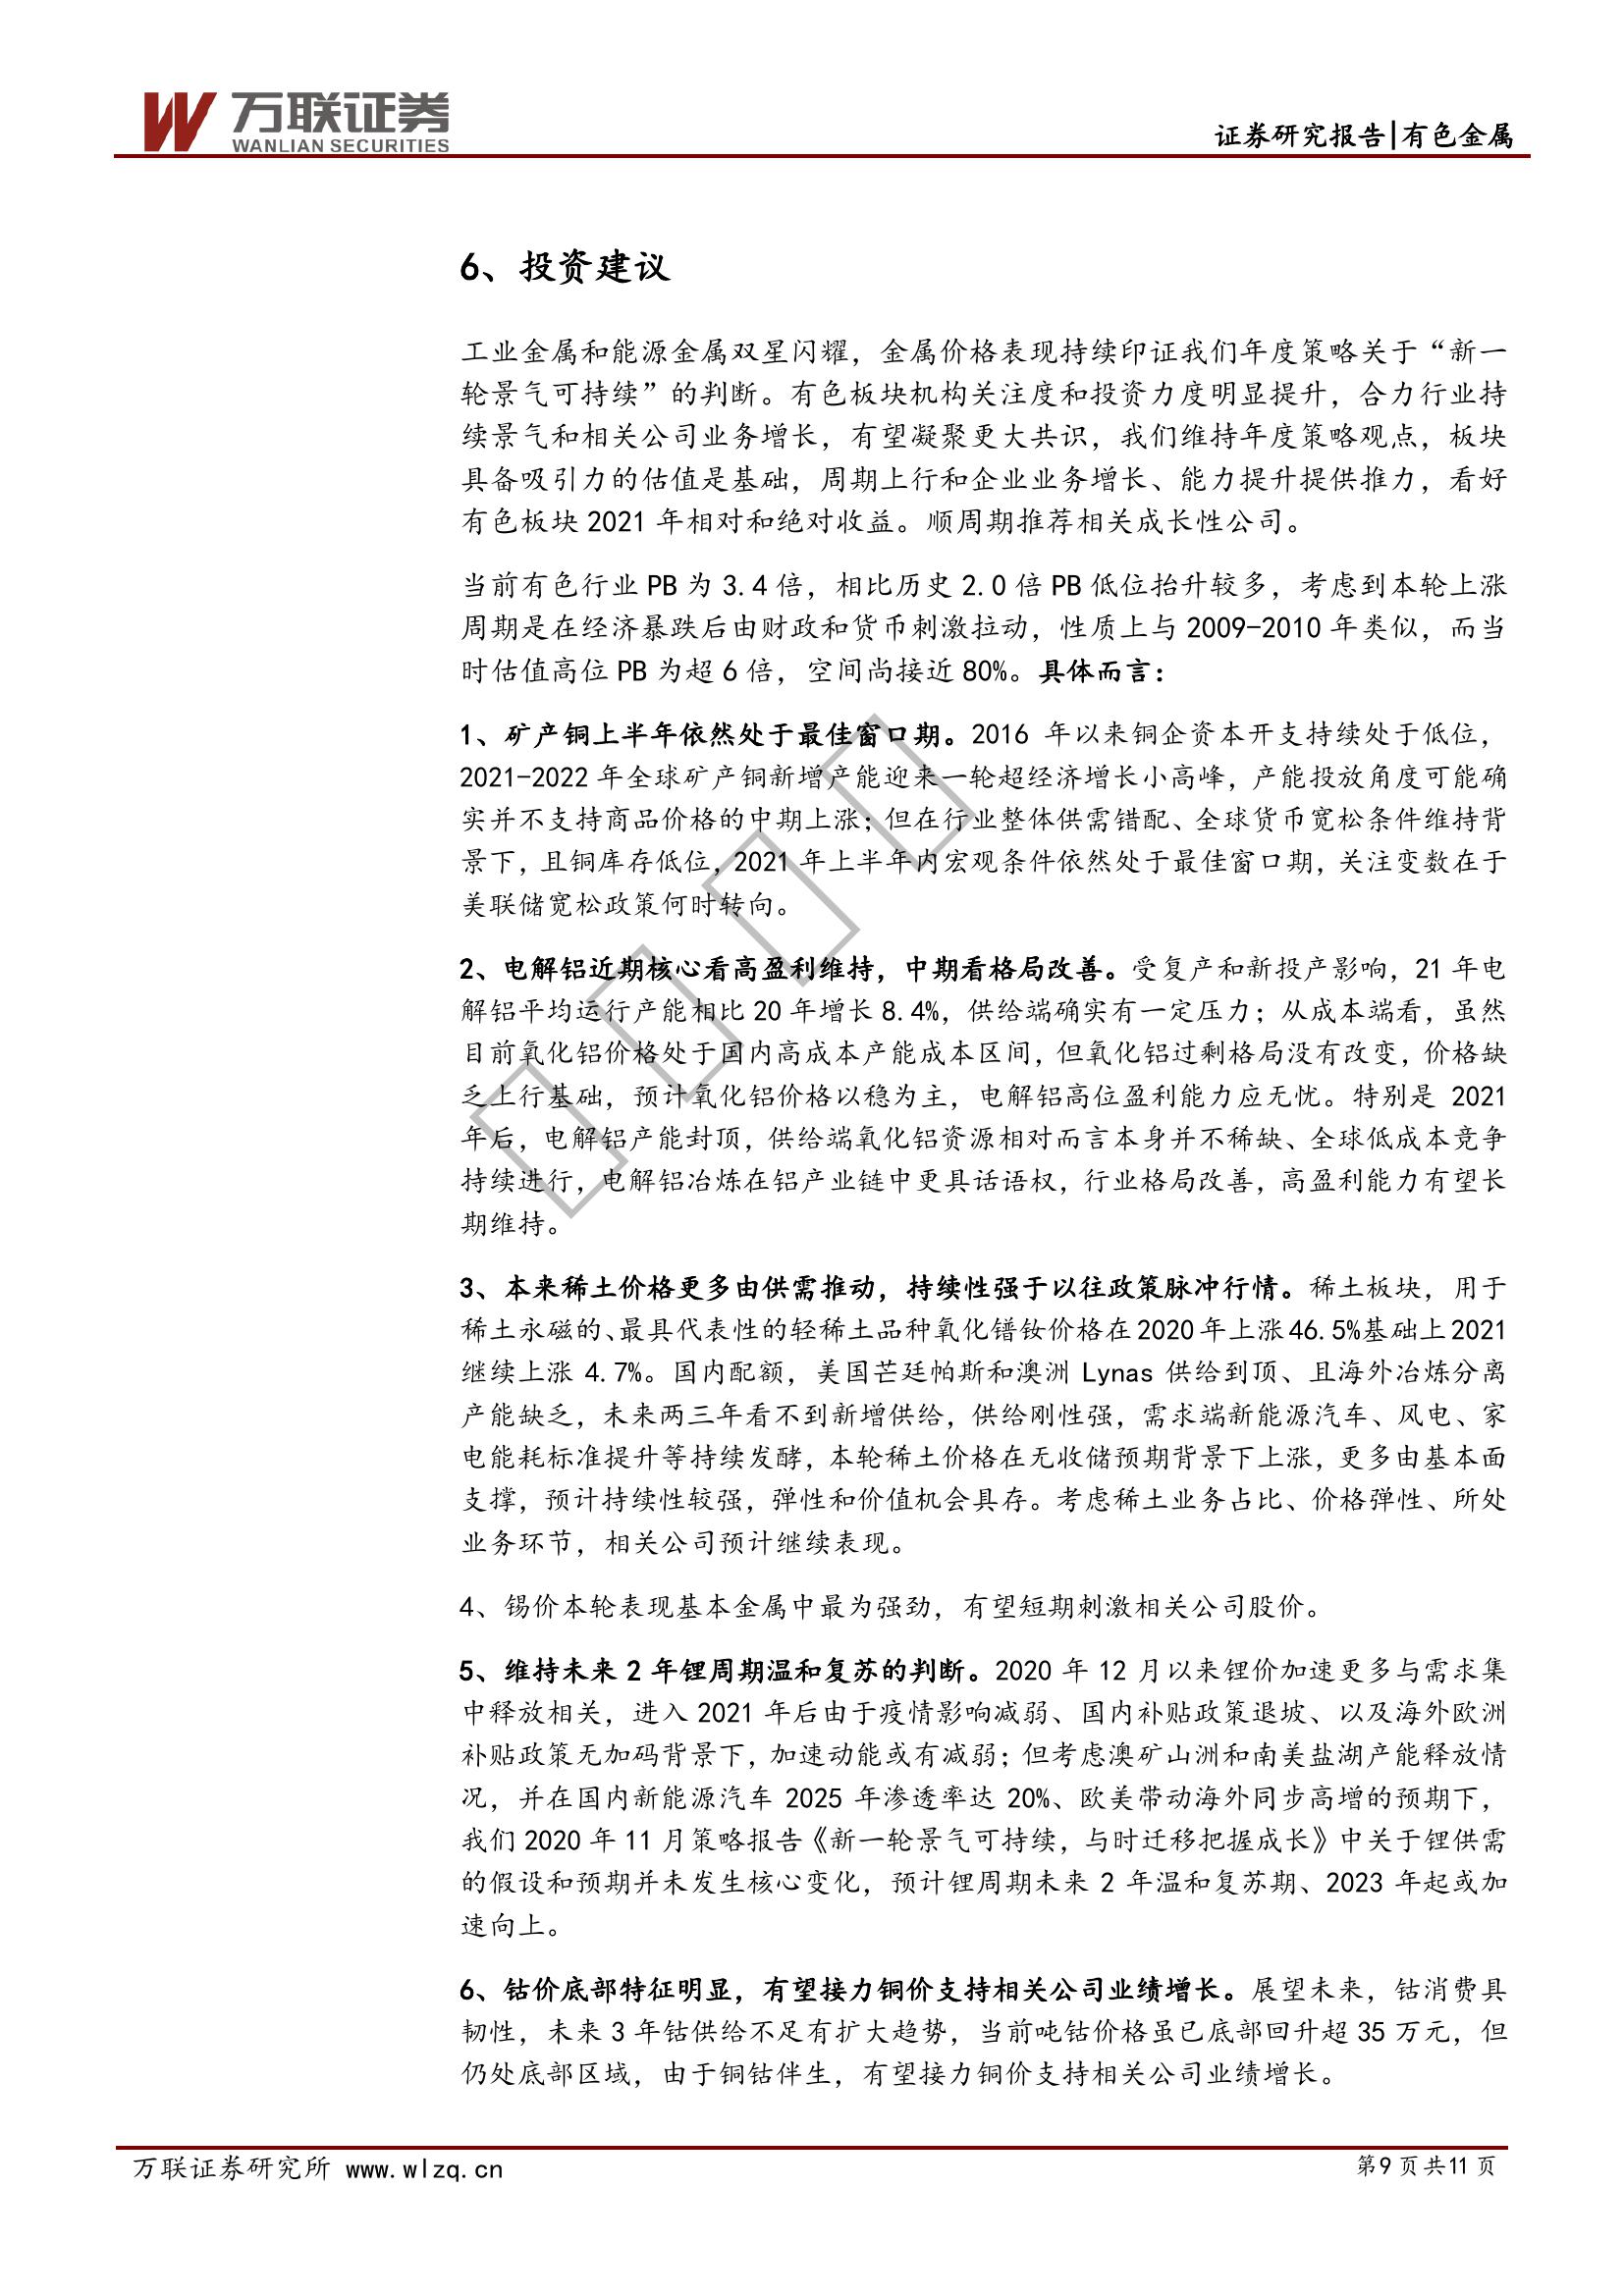 万联证券
WANLIAN SECURITIES
证券研究报告|有色金属
6、投资建议
工业金属和能源金属双星闪耀，金属价格表现持续印证我们年度策略关于“新一
轮景气可持续”的判断。有色板块机构关注度和投资力度明显提升，合力行业持
续景气和相关公司业务增长，有望凝聚更大共识，我们维持年度策略观点，板块
具备吸引力的估值是基础，周期上行和企业业务增长、能力提升提供推力，看好
有色板块 2021 年相对和绝对收益。顺周期推荐相关成长性公司。
当前有色行业 PB 为 3.4 倍，相比历史 2.0 倍 PB 低位抬升较多，考虑到本轮上涨
周期是在经济暴跌后由财政和货币刺激拉动，性质上与 2009-2010 年类似，而当
时估值高位 PB 为超 6 倍，空间尚接近 80%。具体而言：
1、矿产铜上半年依然处于最佳窗口期。2016 年以来铜企资本开支持续处于低位，
2021-2022 年全球矿产铜新增产能迎来一轮超经济增长小高峰，产能投放角度可能确
实并不支持商品价格的中期上涨；但在行业整体供需错配、全球货币宽松条件维持背
景下，且铜库存低位，2021 年上半年内宏观条件依然处于最佳窗口期，关注变数在于
美联储宽松政策何时转向。
2、电解铝近期核心看高盈利维持，中期看格局改善。受复产和新投产影响，21 年电
解铝平均运行产能相比 20 年增长 8.4%，供给端确实有一定压力；从成本端看，虽然
目前氧化铝价格处于国内高成本产能成本区间，但氧化铝过剩格局没有改变，价格缺
乏上行基础，预计氧化铝价格以稳为主，电解铝高位盈利能力应无忧。特别是 2021
年后，电解铝产能封顶，供给端氧化铝资源相对而言本身并不稀缺、全球低成本竞争
持续进行，电解铝冶炼在铝产业链中更具话语权，行业格局改善，高盈利能力有望长
期维持。
3、本来稀土价格更多由供需推动，持续性强于以往政策脉冲行情。稀土板块，用于
稀土永磁的、最具代表性的轻稀土品种氧化镨钕价格在 2020 年上涨 46.5%基础上 2021
继续上涨 4.7%。国内配额，美国芒廷帕斯和澳洲 Lynas 供给到顶、且海外冶炼分离
产能缺乏，未来两三年看不到新增供给，供给刚性强，需求端新能源汽车、风电、家
电能耗标准提升等持续发酵，本轮稀土价格在无收储预期背景下上涨，更多由基本面
支撑，预计持续性较强，弹性和价值机会具存。考虑稀土业务占比、价格弹性、所处
业务环节，相关公司预计继续表现。
4、锡价本轮表现基本金属中最为强劲，有望短期刺激相关公司股价。
5、维持未来 2 年锂周期温和复苏的判断。2020 年 12 月以来锂价加速更多与需求集
中释放相关，进入 2021 年后由于疫情影响减弱、国内补贴政策退坡、以及海外欧洲
补贴政策无加码背景下，加速动能或有减弱；但考虑澳矿山洲和南美盐湖产能释放情
况，并在国内新能源汽车 2025 年渗透率达 20%、欧美带动海外同步高增的预期下，
我们 2020 年 11 月策略报告《新一轮景气可持续，与时迁移把握成长》中关于锂供需
的假设和预期并未发生核心变化，预计锂周期未来 2 年温和复苏期、2023 年起或加
速向上。
6、钴价底部特征明显，有望接力铜价支持相关公司业绩增长。展望未来，钴消费具
韧性，未来 3 年钴供给不足有扩大趋势，当前吨钴价格虽已底部回升超 35 万元，但
仍处底部区域，由于铜钴伴生，有望接力铜价支持相关公司业绩增长。
万联证券研究所 www.wlzq.cn
第9 页共11 页